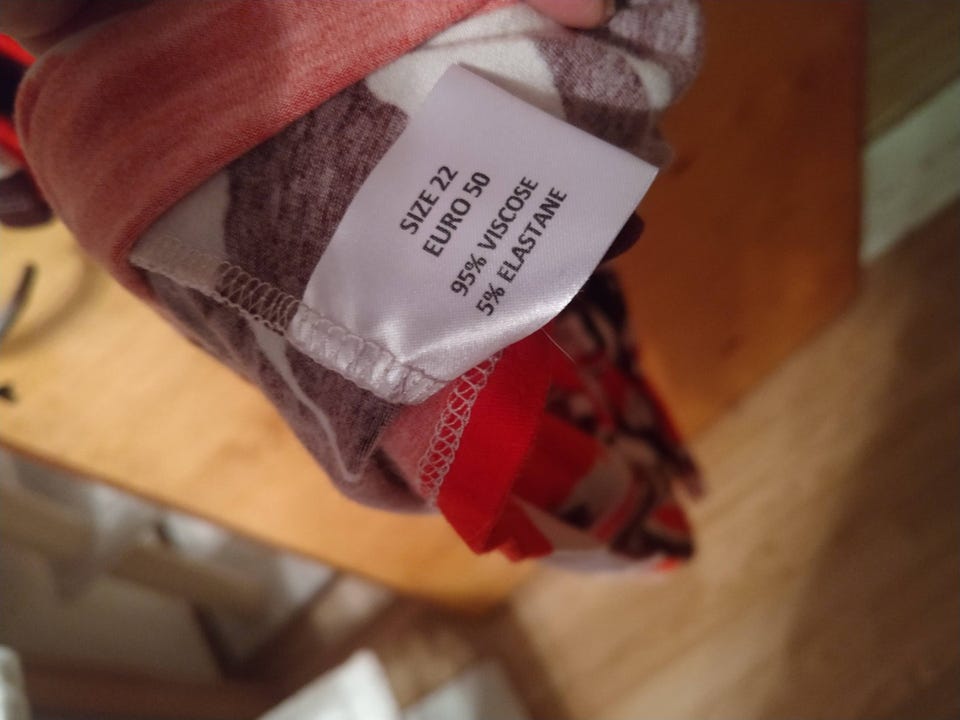 SIZE 22
EURO 50
95% VISCOSE
5% ELASTANE